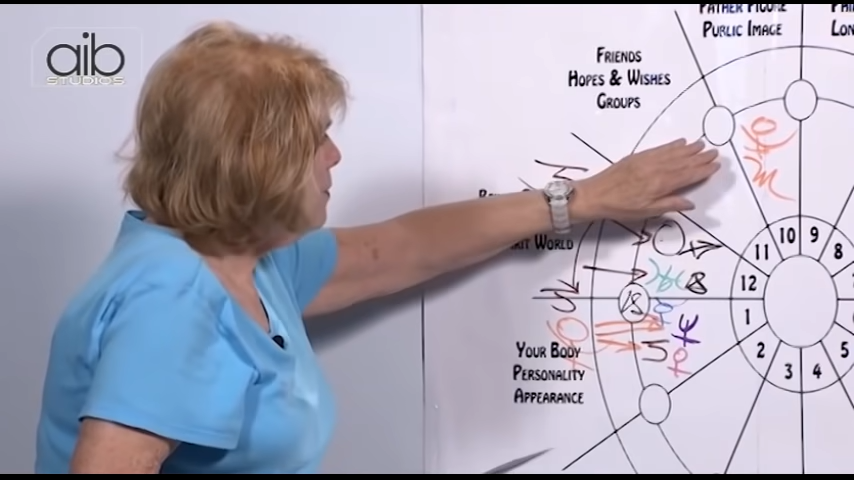 aib
STUDIOS
FATHER FIGURE
PUBLIC IMAGE
FRIENDS
HOPES & WISHES
GROUPS
WORLD
YOUR BODY
PERSONALITY
APPEARANCE
10
9
11
8
12
1
2
3
4
5